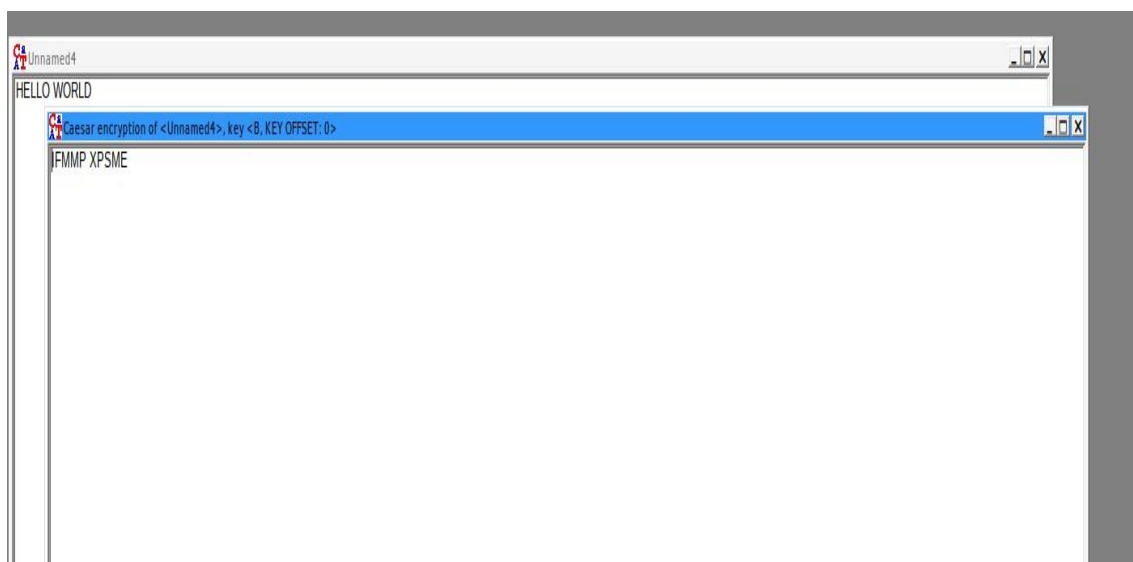 Unnamed4
HELLO WORLD
Caesar encryption of <Unnamed4>, key <B, KEY OFFSET: 0>
IFMMP XPSME